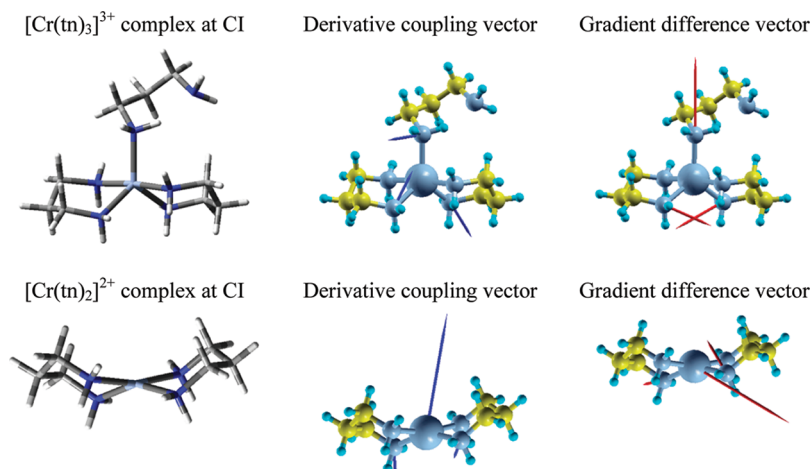 [Cr(tn)₃]³⁺ complex at CI
Derivative coupling vector
Gradient difference vector
[Cr(tn)₂]²⁺ complex at CI
Derivative coupling vector
Gradient difference vector